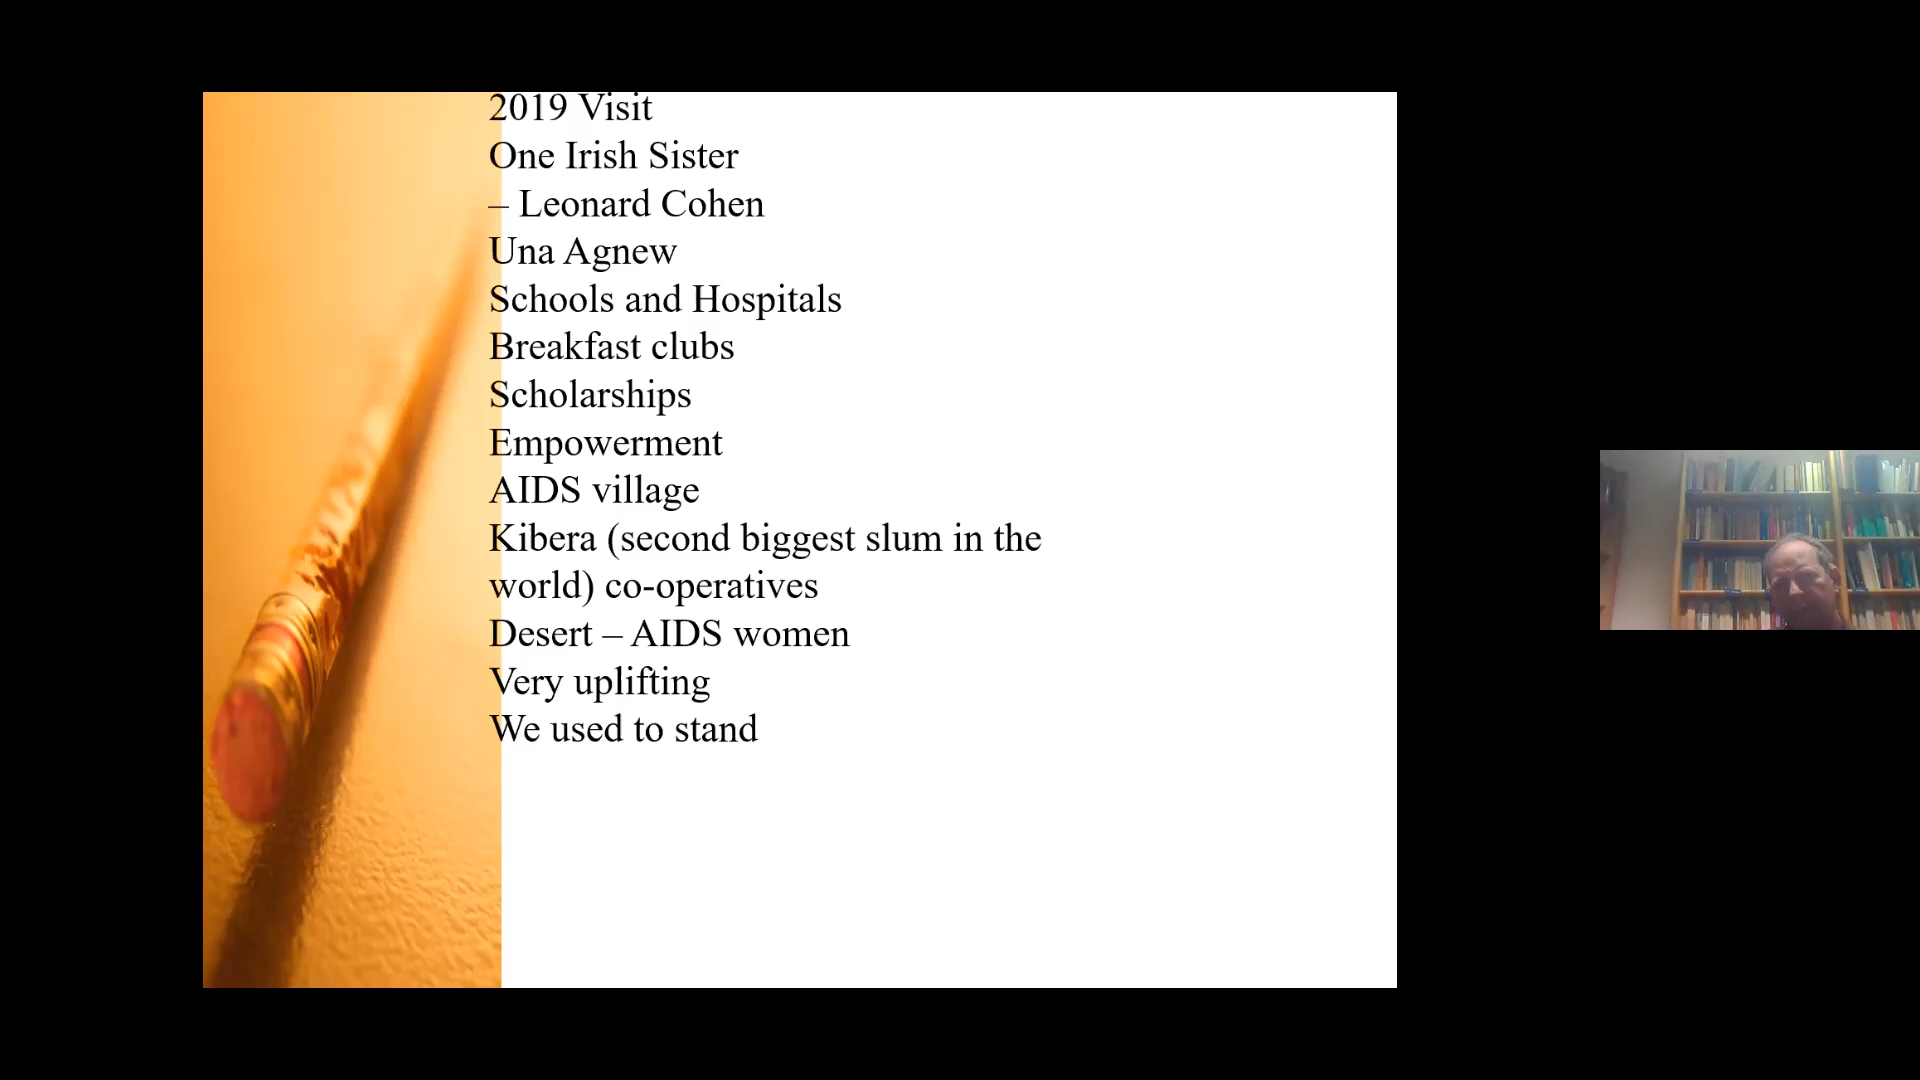 2019 Visit
One Irish Sister
– Leonard Cohen
Una Agnew
Schools and Hospitals
Breakfast clubs
Scholarships
Empowerment
AIDS village
Kibera (second biggest slum in the
world) co-operatives
Desert – AIDS women
Very uplifting
We used to stand